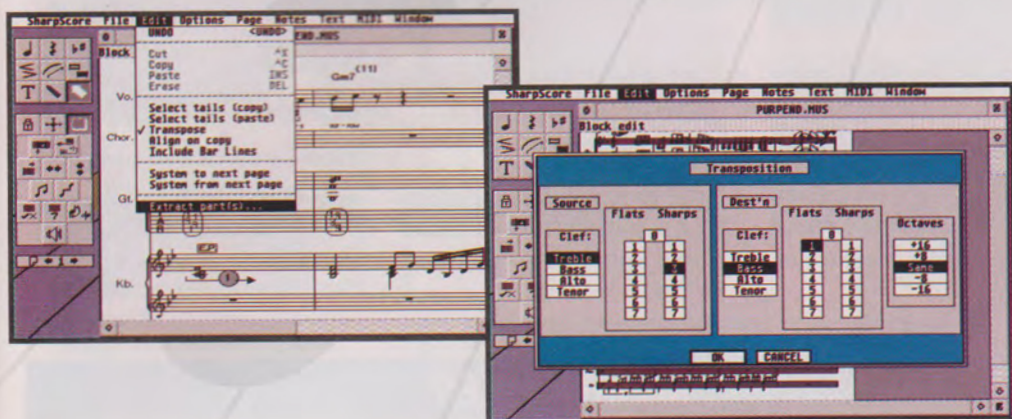 SharpScore File Edit Options Page Notes Text MIDI Window
PEND.MUS
Block
UNDO <UNDO>
Cut ^X
Copy ^C
Paste INS
Erase DEL
Select tails (copy)
Select tails (paste)
✓ Transpose
Align on copy
Include Bar Lines
System to next page
System from next page
Extract part(s)...
Gm7(11)
Vo.
Chor.
Gt.
E.P
1
Kb.
T
1
SharpScore File Edit Options Page Notes Text MIDI Window
PURPEND.MUS
Block edit
T
Transposition
Source
Clef:
Treble
Bass
Alto
Tenor
Flats Sharps
0
1 1
2 2
3 3
4 4
5 5
6 6
7 7
Dest'n
Clef:
Treble
Bass
Alto
Tenor
Flats Sharps
0
1 1
2 2
3 3
4 4
5 5
6 6
7 7
Octaves
+16
+8
Same
-8
-16
OK CANCEL